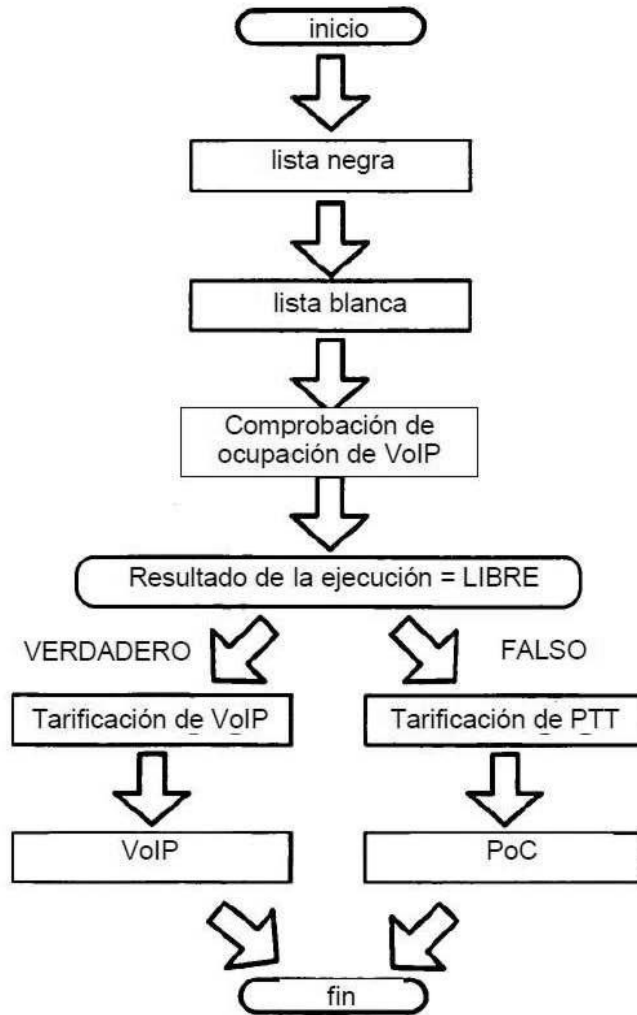 inicio
lista negra
lista blanca
Comprobación de
ocupación de VoIP
Resultado de la ejecución = LIBRE
VERDADERO
FALSO
Tarificación de VoIP
Tarificación de PTT
VoIP
PoC
fin